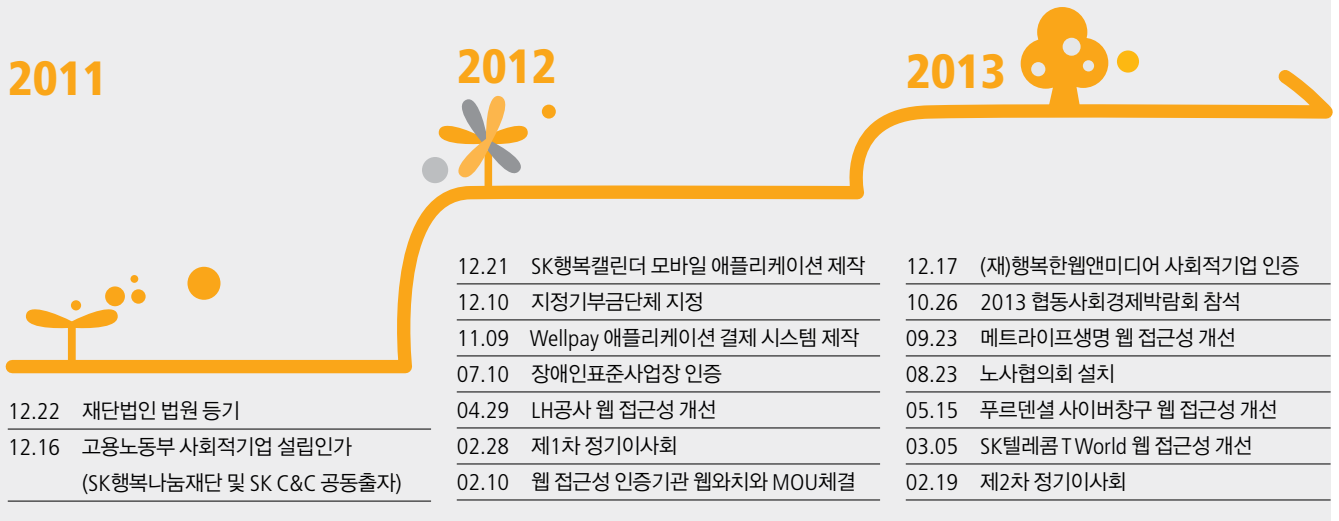 2011
12.22 재단법인 법원 등기
12.16 고용노동부 사회적기업 설립인가
(SK행복나눔재단 및 SK C&C 공동출자)
2012
12.21 SK행복캘린더 모바일 애플리케이션 제작
12.10 지정기부금단체 지정
11.09 Wellpay 애플리케이션 결제 시스템 제작
07.10 장애인표준사업장 인증
04.29 LH공사 웹 접근성 개선
02.28 제1차 정기이사회
02.10 웹 접근성 인증기관 웹와치와 MOU체결
2013
12.17 (재)행복한웹앤미디어 사회적기업 인증
10.26 2013 협동사회경제박람회 참석
09.23 메트라이프생명 웹 접근성 개선
08.23 노사협의회 설치
05.15 푸르덴셜 사이버창구 웹 접근성 개선
03.05 SK텔레콤 T World 웹 접근성 개선
02.19 제2차 정기이사회